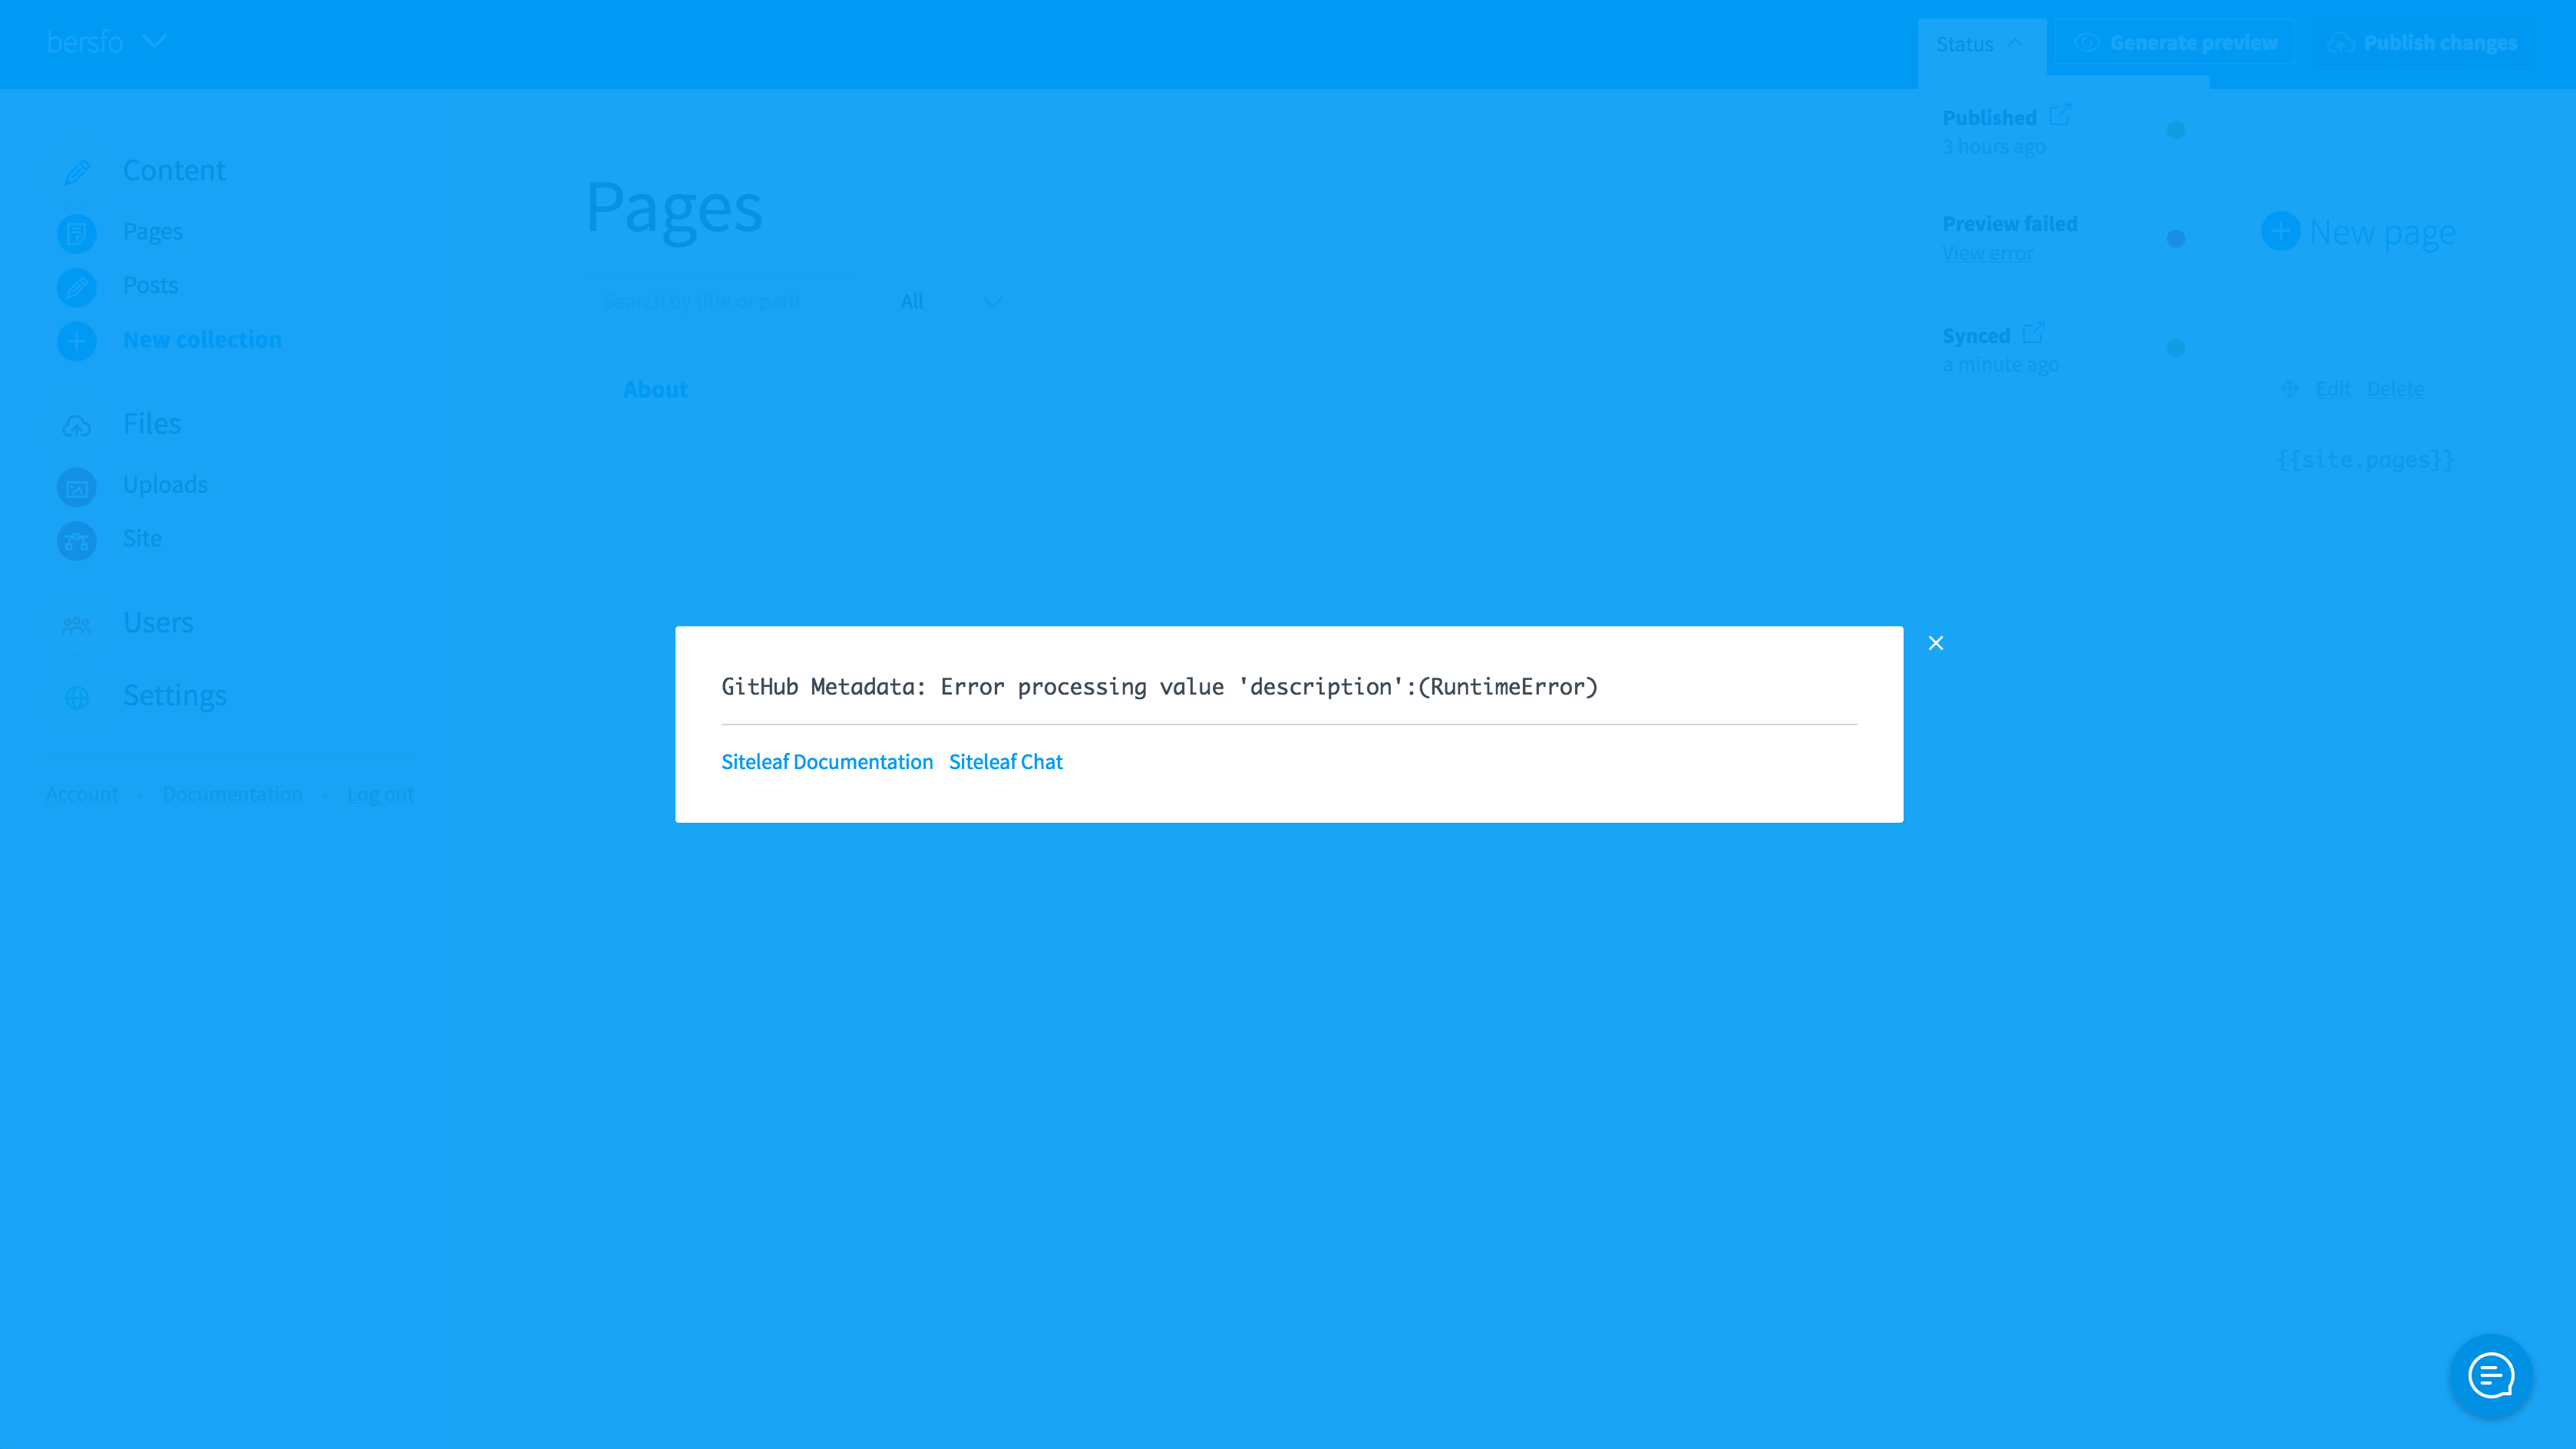 bersfo
Status
Generate preview
Publish changes
Published
3 hours ago
Preview failed
View error
Synced
a minute ago
Content
Pages
Posts
New collection
Files
Uploads
Site
Users
Settings
Account • Documentation • Log out
Pages
New page
Search by title or path
All
About
Edit Delete
{{site.pages}}
GitHub Metadata: Error processing value 'description':(RuntimeError)
Siteleaf Documentation Siteleaf Chat